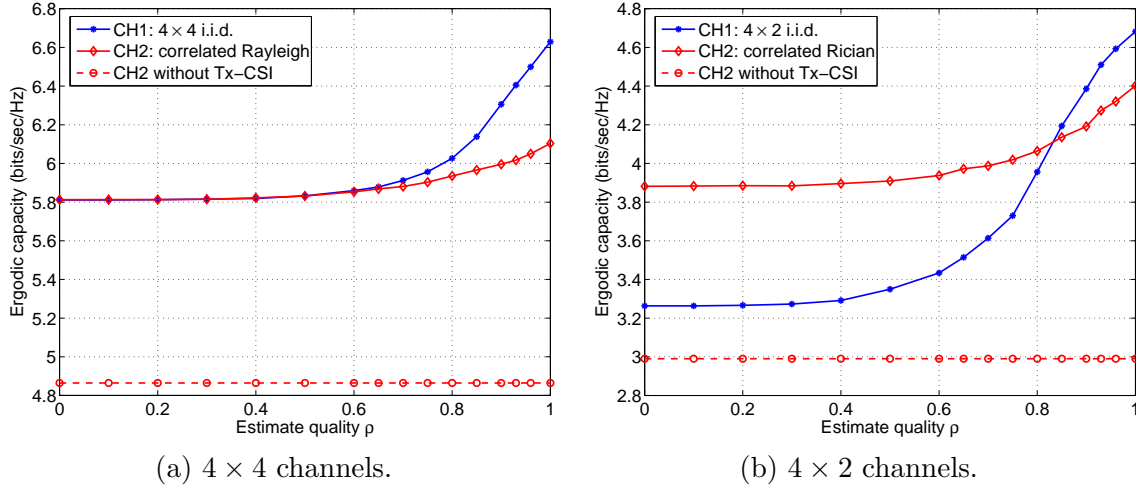 6.8
6.6
6.4
6.2
6
5.8
5.6
5.4
5.2
5
4.8
Ergodic capacity (bits/sec/Hz)
CH1: 4 × 4 i.i.d.
CH2: correlated Rayleigh
CH2 without Tx−CSI
0 0.2 0.4 0.6 0.8 1
Estimate quality ρ
(a) 4 × 4 channels.
4.8
4.6
4.4
4.2
4
3.8
3.6
3.4
3.2
3
2.8
Ergodic capacity (bits/sec/Hz)
CH1: 4 × 2 i.i.d.
CH2: correlated Rician
CH2 without Tx−CSI
0 0.2 0.4 0.6 0.8 1
Estimate quality ρ
(b) 4 × 2 channels.